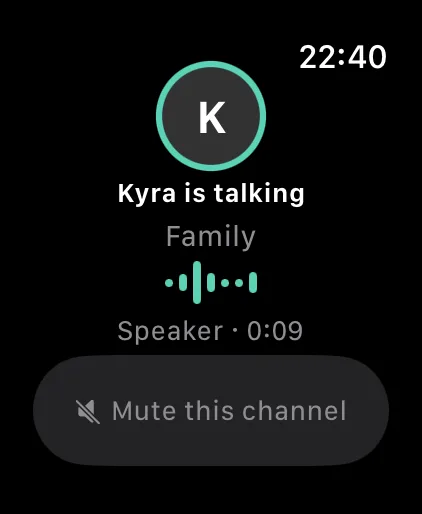 22:40
K
Kyra is talking
Family
Speaker · 0:09
Mute this channel